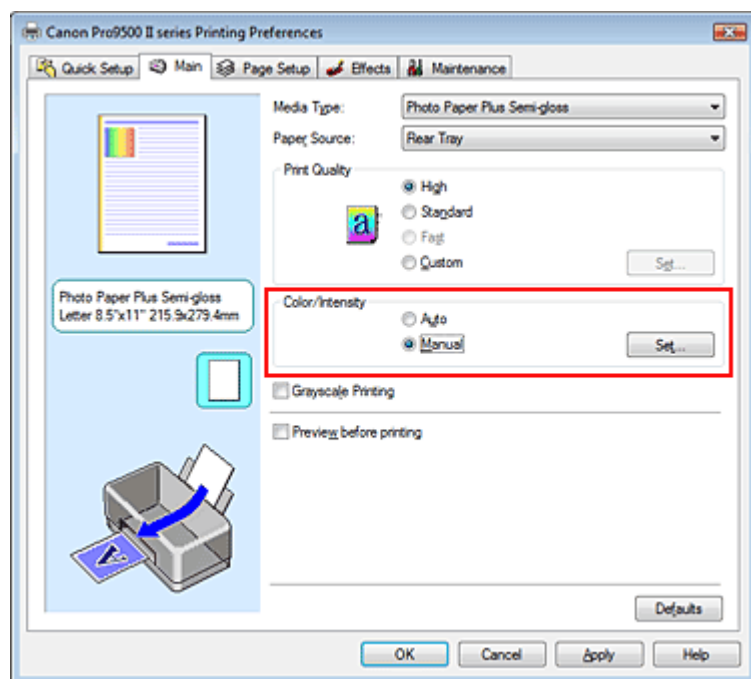 Canon Pro9500 II series Printing Preferences
Quick Setup Main Page Setup Effects Maintenance
Media Type: Photo Paper Plus Semi-gloss
Paper Source: Rear Tray
Print Quality
High
a Standard
Fast
Custom Set...
Photo Paper Plus Semi-gloss
Letter 8.5"x11" 215.9x279.4mm
Color/Intensity
Auto
Manual Set...
Grayscale Printing
Preview before printing
A
Defaults
OK Cancel Apply Help